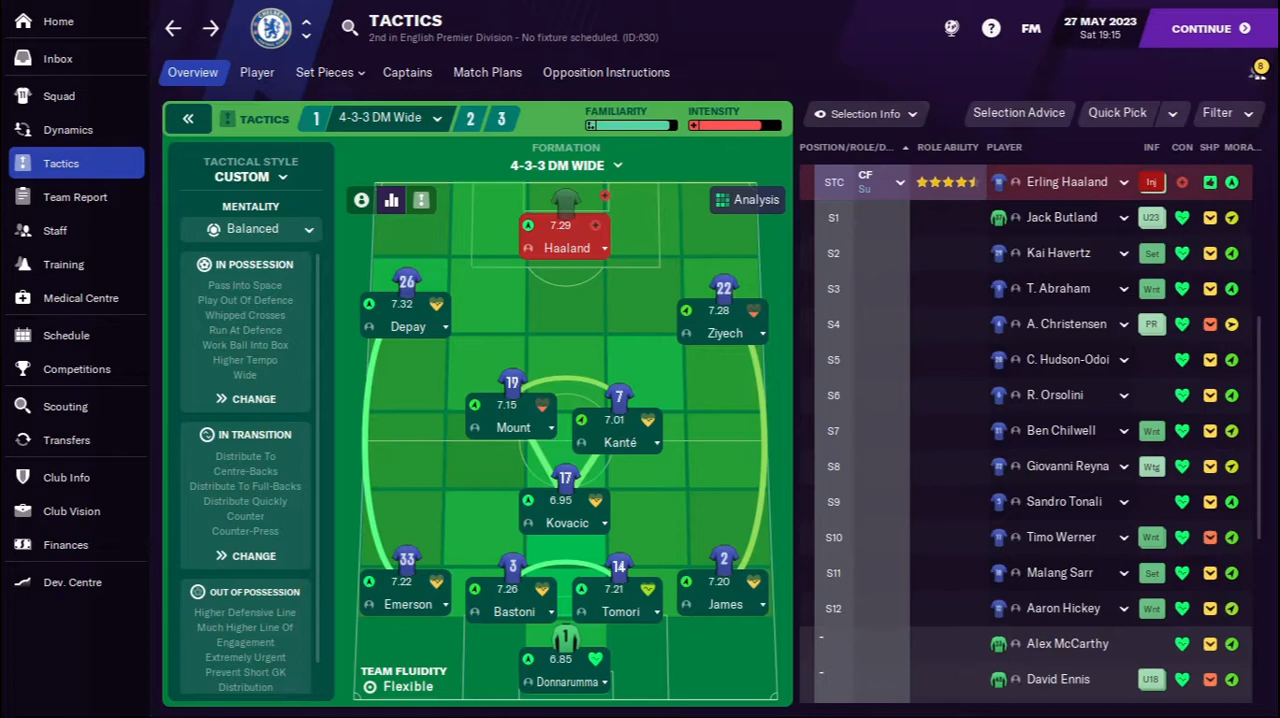 Home
Inbox
Squad
Dynamics
Tactics
Team Report
Staff
Training
Medical Centre
Schedule
Competitions
Scouting
Transfers
Club Info
Club Vision
Finances
Dev. Centre
TACTICS
2nd in English Premier Division - No fixture scheduled. (ID:630)
FM
27 MAY 2023
Sat 19:15
CONTINUE
8
Overview
Player
Set Pieces
Captains
Match Plans
Opposition Instructions
TACTICS
1
4-3-3 DM Wide
2
3
FAMILIARITY
INTENSITY
TACTICAL STYLE
CUSTOM
MENTALITY
Balanced
IN POSSESSION
Pass Into Space
Play Out Of Defence
Whipped Crosses
Run At Defence
Work Ball Into Box
Higher Tempo
Wide
CHANGE
IN TRANSITION
Distribute To
Centre-Backs
Distribute To Full-Backs
Distribute Quickly
Counter
Counter-Press
CHANGE
OUT OF POSSESSION
Higher Defensive Line
Much Higher Line Of
Engagement
Extremely Urgent
Prevent Short GK
Distribution
FORMATION
4-3-3 DM WIDE
Analysis
7.29
Haaland
26
7.32
Depay
22
7.28
Ziyech
19
7.15
Mount
7
7.01
Kanté
17
6.95
Kovacic
33
7.22
Emerson
3
7.26
Bastoni
14
7.21
Tomori
2
7.20
James
1
6.85
Donnarumma
TEAM FLUIDITY
Flexible
Selection Info
Selection Advice
Quick Pick
Filter
POSITION/ROLE/D... ROLE ABILITY PLAYER INF CON SHP MORA...
STC CF Su Erling Haaland Inj
S1 Jack Butland U23
S2 Kai Havertz Set
S3 T. Abraham Wnt
S4 A. Christensen PR
S5 C. Hudson-Odoi
S6 R. Orsolini
S7 Ben Chilwell Wnt
S8 Giovanni Reyna Wtg
S9 Sandro Tonali
S10 Timo Werner Wnt
S11 Malang Sarr Set
S12 Aaron Hickey Wnt
- Alex McCarthy
- David Ennis U18